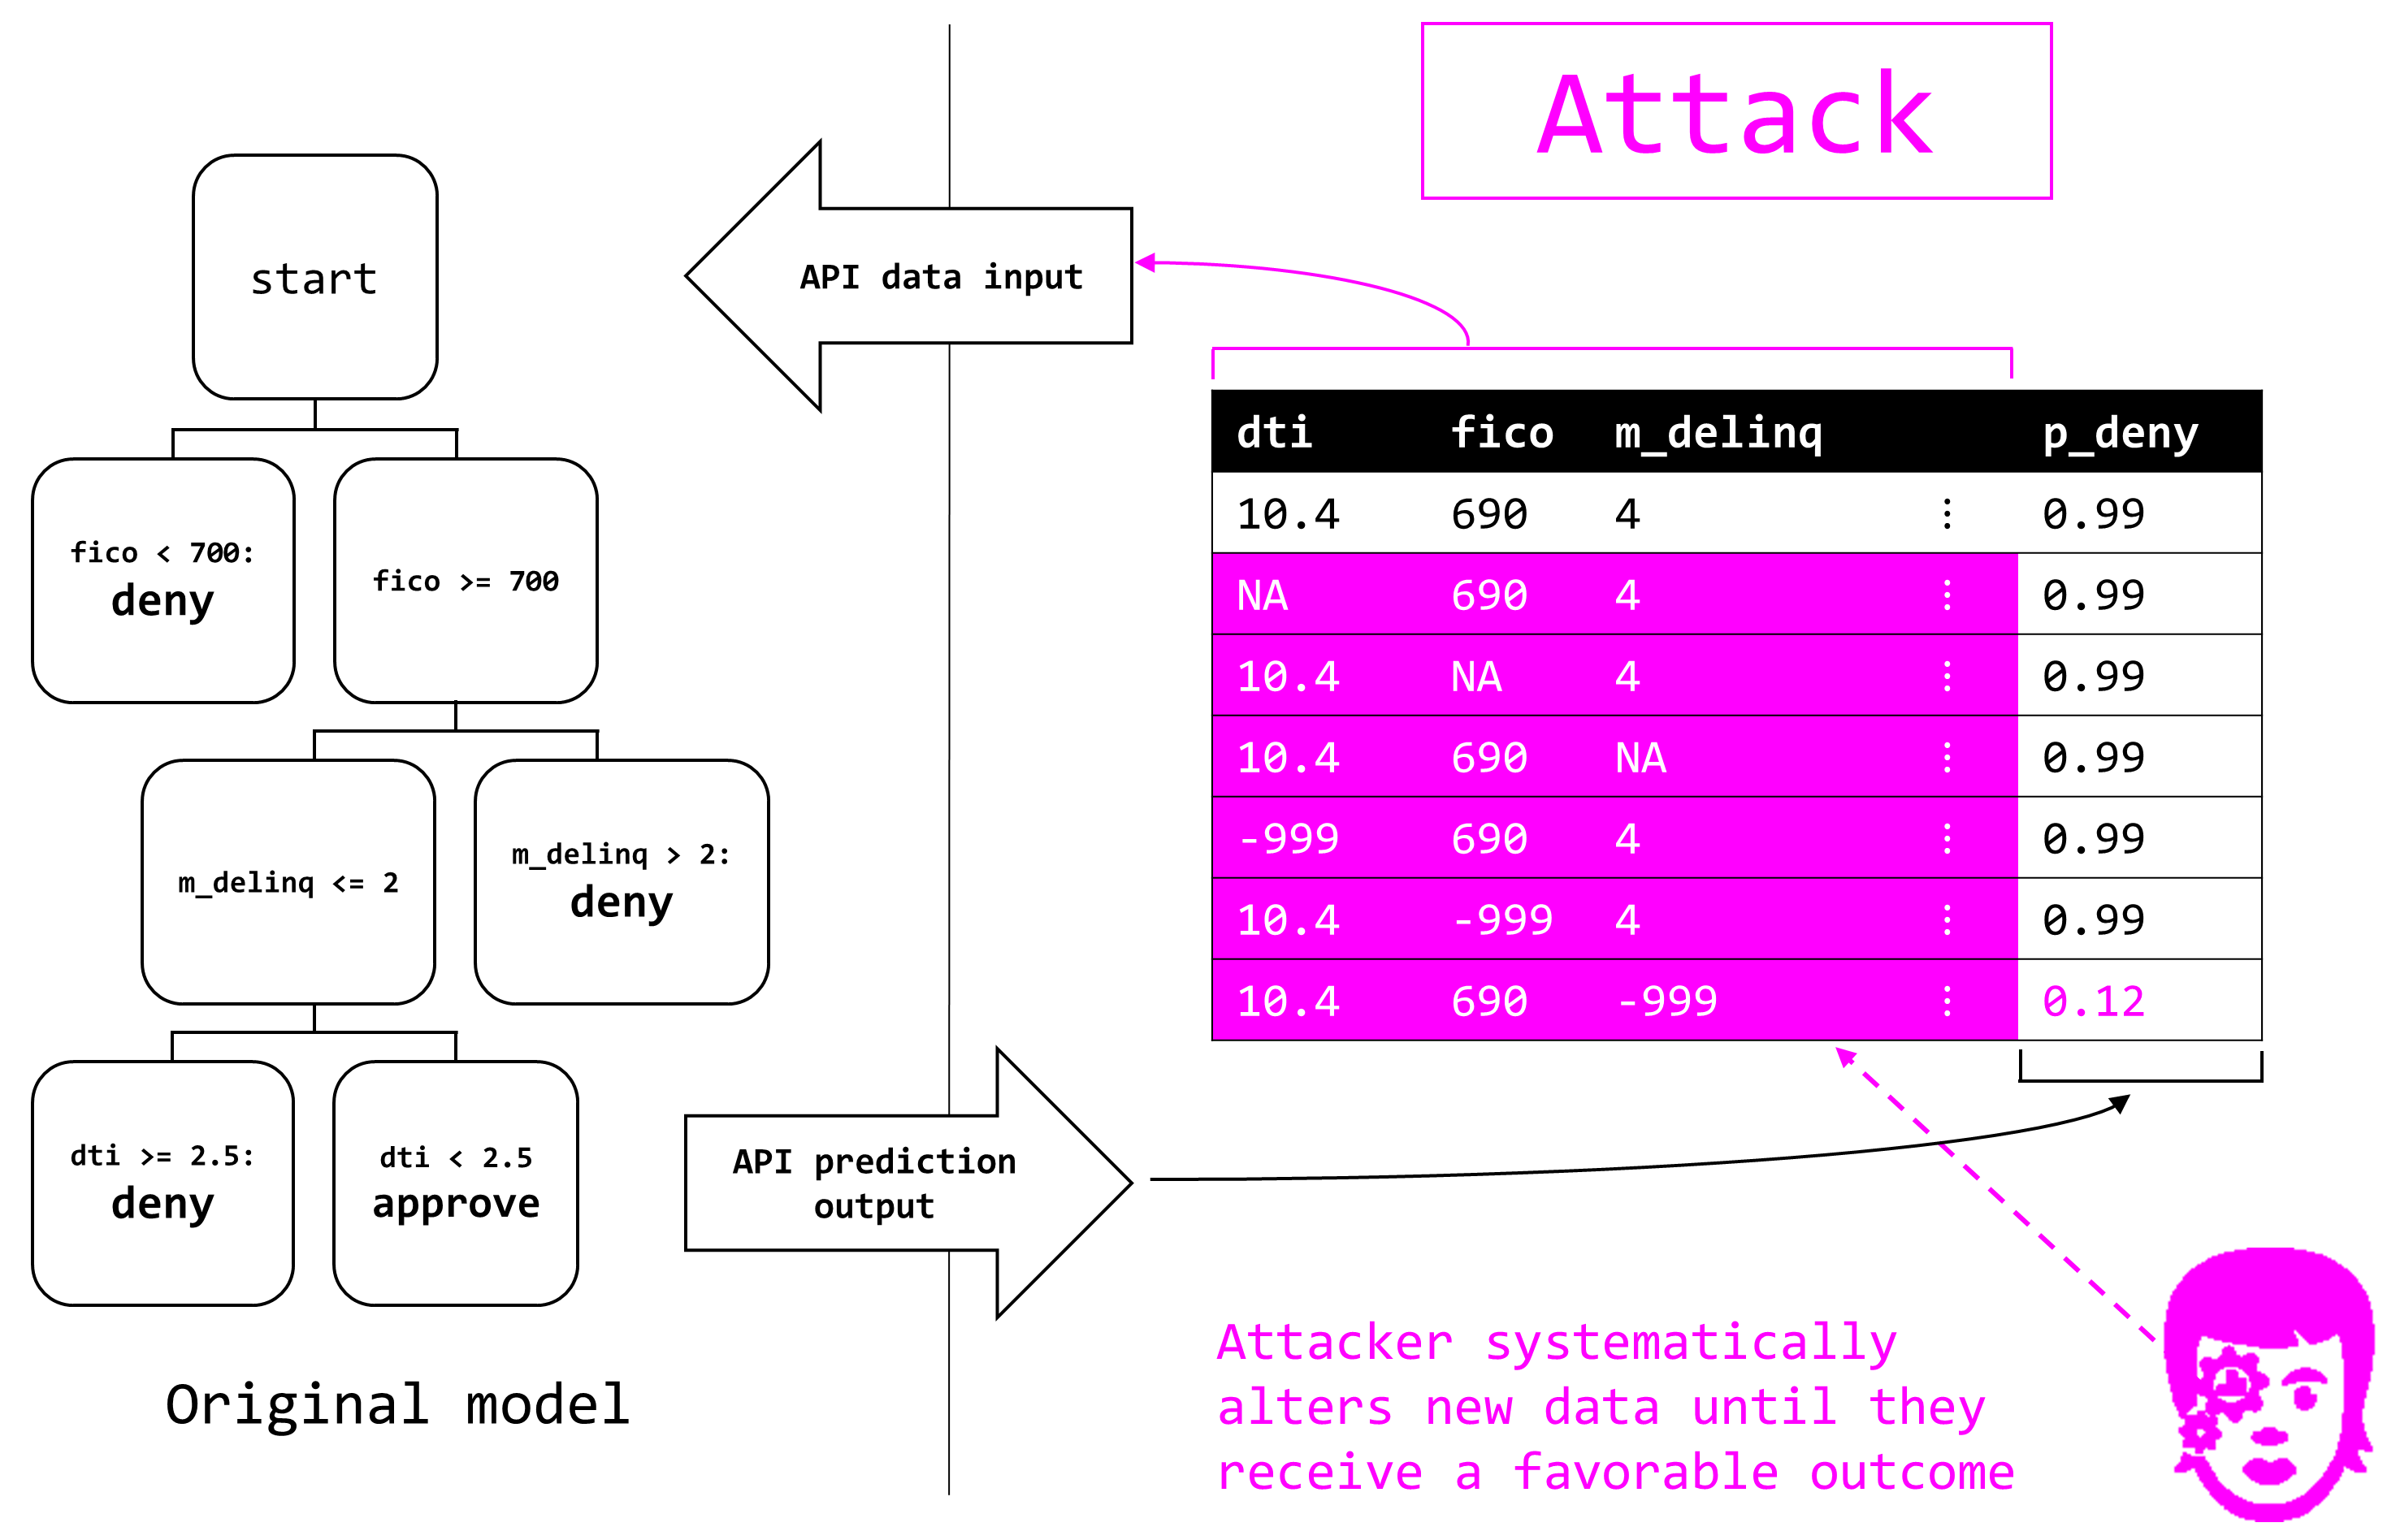 Attack
start
API data input
fico < 700:
deny
fico >= 700
m_delinq <= 2
m_delinq > 2:
deny
dti >= 2.5:
deny
dti < 2.5
approve
Original model
API prediction
output
dti fico m_delinq p_deny
10.4 690 4 ⋮ 0.99
NA 690 4 ⋮ 0.99
10.4 NA 4 ⋮ 0.99
10.4 690 NA ⋮ 0.99
-999 690 4 ⋮ 0.99
10.4 -999 4 ⋮ 0.99
10.4 690 -999 ⋮ 0.12
Attacker systematically
alters new data until they
receive a favorable outcome